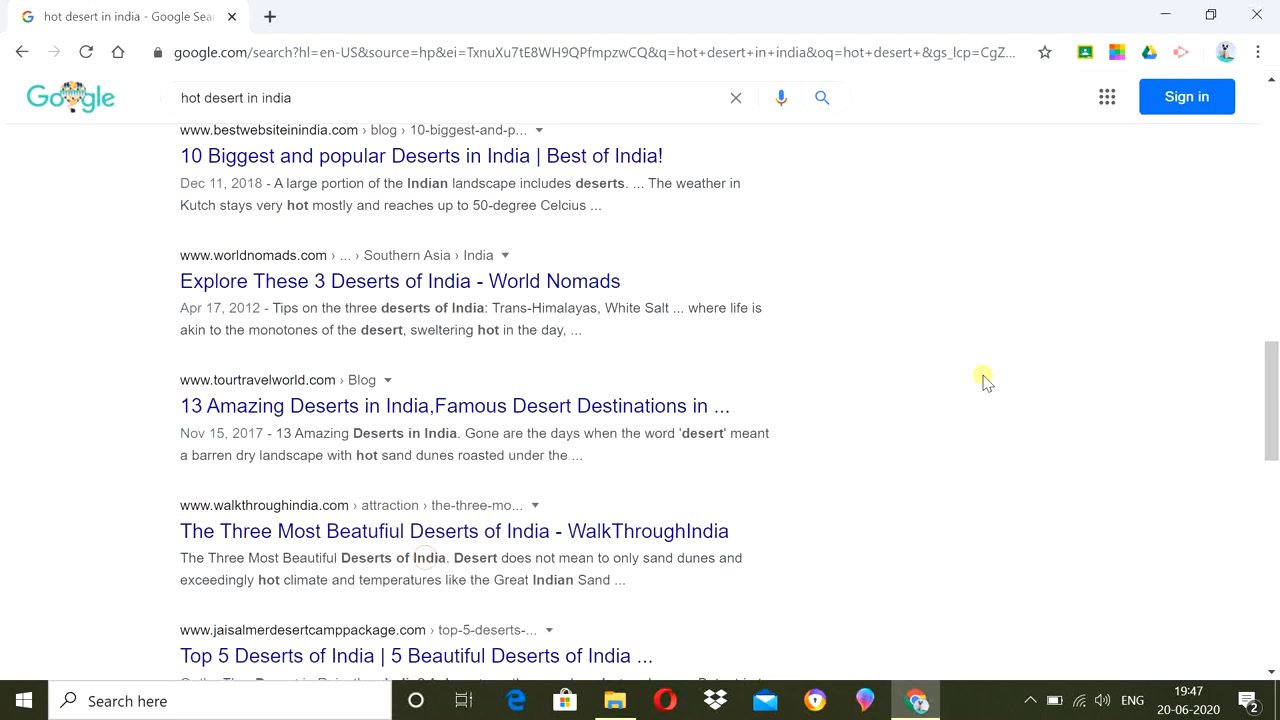 hot desert in india - Google Sea
google.com/search?hl=en-US&source=hp&ei=TxnuXu7tE8WH9QPfmpzwCQ&q=hot+desert+in+india&oq=hot+desert+&gs_lcp=CgZ...
Google
hot desert in india
Sign in
www.bestwebsiteinindia.com › blog › 10-biggest-and-p...
10 Biggest and popular Deserts in India | Best of India!
Dec 11, 2018 - A large portion of the Indian landscape includes deserts. ... The weather in
Kutch stays very hot mostly and reaches up to 50-degree Celcius ...
www.worldnomads.com › ... › Southern Asia › India
Explore These 3 Deserts of India - World Nomads
Apr 17, 2012 - Tips on the three deserts of India: Trans-Himalayas, White Salt ... where life is
akin to the monotones of the desert, sweltering hot in the day, ...
www.tourtravelworld.com › Blog
13 Amazing Deserts in India,Famous Desert Destinations in ...
Nov 15, 2017 - 13 Amazing Deserts in India. Gone are the days when the word 'desert' meant
a barren dry landscape with hot sand dunes roasted under the ...
www.walkthroughindia.com › attraction › the-three-mo...
The Three Most Beatufiul Deserts of India - WalkThroughIndia
The Three Most Beautiful Deserts of India. Desert does not mean to only sand dunes and
exceedingly hot climate and temperatures like the Great Indian Sand ...
www.jaisalmerdesertcamppackage.com › top-5-deserts-...
Top 5 Deserts of India | 5 Beautiful Deserts of India ...
Search here
ENG
19:47
20-06-2020
2